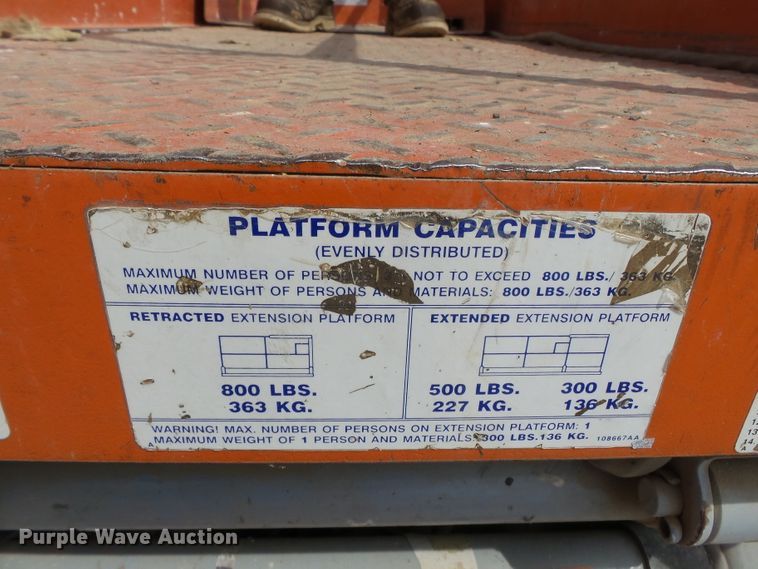 PLATFORM CAPACITIES
(EVENLY DISTRIBUTED)
MAXIMUM NUMBER OF NOT TO EXCEED 800 LBS./ 363 KG.
MAXIMUM WEIGHT OF PERSONS AND MATERIALS: 800 LBS./363 KG.
RETRACTED EXTENSION PLATFORM
800 LBS.
363 KG.
EXTENDED EXTENSION PLATFORM
500 LBS. 300 LBS.
227 KG. 136 KG.
WARNING! MAX. NUMBER OF PERSONS ON EXTENSION PLATFORM: 1
MAXIMUM WEIGHT OF 1 PERSON AND MATERIALS: 300 LBS.136 KG. 108667AA
Purple Wave Auction